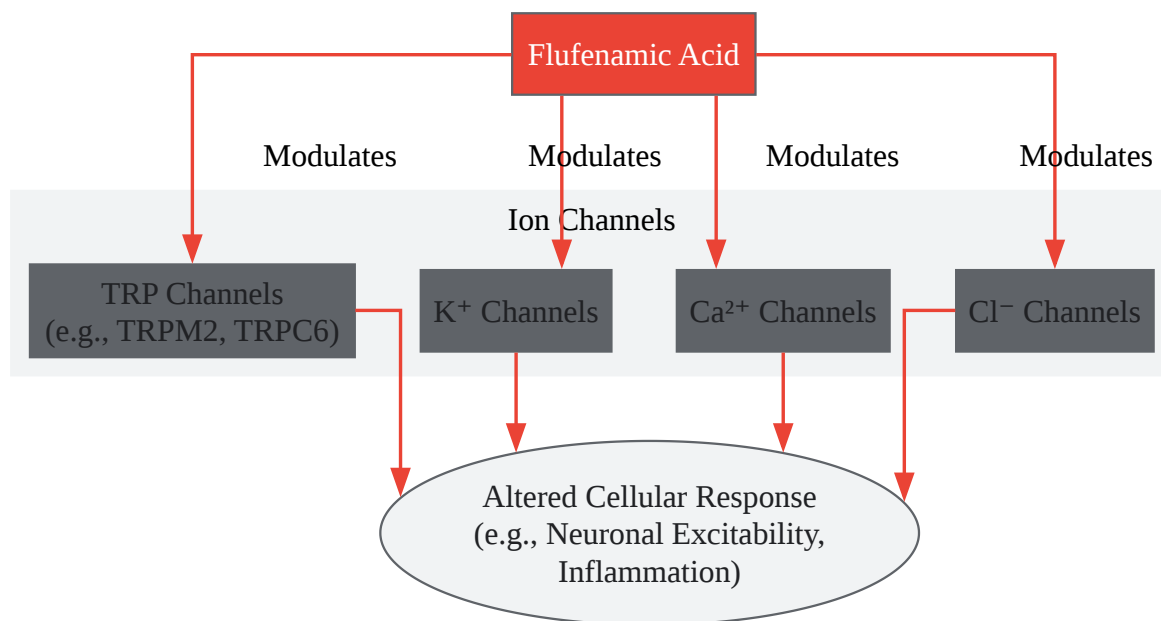 Flufenamic Acid
Modulates
Modulates
Modulates
Modulates
Ion Channels
TRP Channels
(e.g., TRPM2, TRPC6)
K⁺ Channels
Ca²⁺ Channels
Cl⁻ Channels
Altered Cellular Response
(e.g., Neuronal Excitability,
Inflammation)